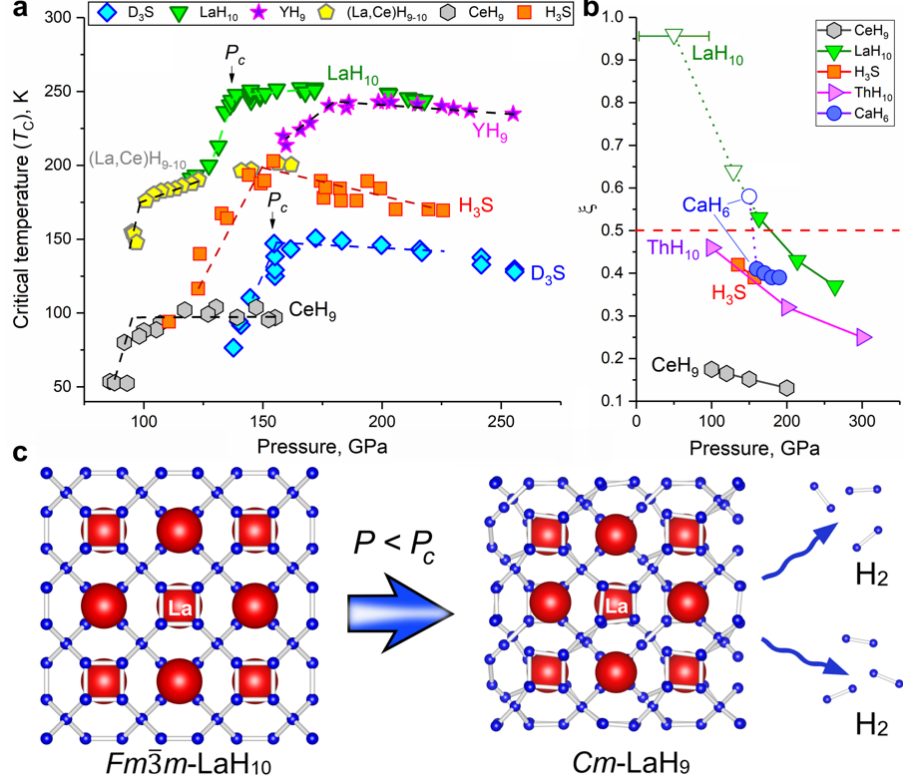 a
D₃S LaH₁₀ YH₉ (La,Ce)H₉₋₁₀ CeH₉ H₃S
300
250
200
150
100
50
Critical temperature (T_C), K
P_c
LaH₁₀
YH₉
(La,Ce)H₉₋₁₀
P_c
H₃S
D₃S
CeH₉
100 150 200 250
Pressure, GPa
b
CeH₉
LaH₁₀
H₃S
ThH₁₀
CaH₆
1.0
0.9
0.8
0.7
0.6
0.5
0.4
0.3
0.2
0.1
ξ
LaH₁₀
CaH₆
ThH₁₀
H₃S
CeH₉
0 100 200 300
Pressure, GPa
c
La
P < P_c
La
H₂
H₂
Fm3̅m-LaH₁₀
Cm-LaH₉